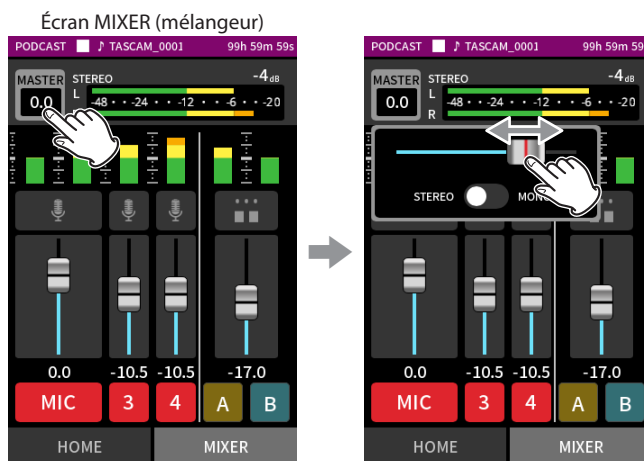 Écran MIXER (mélangeur)
PODCAST ♪ TASCAM_0001 99h 59m 59s
MASTER STEREO -4dB
0.0 L
-48 · · -24 · · -12 · · -6 · · -20
0.0 -10.5 -10.5 -17.0
MIC 3 4 A B
HOME MIXER
PODCAST ♪ TASCAM_0001 99h 59m 59
MASTER STEREO -4dB
0.0 L
-48 · · -24 · · -12 · · -6 · · -20
R
STEREO MON
0.0 -10.5 -10.5 -17.0
MIC 3 4 A B
HOME MIXER